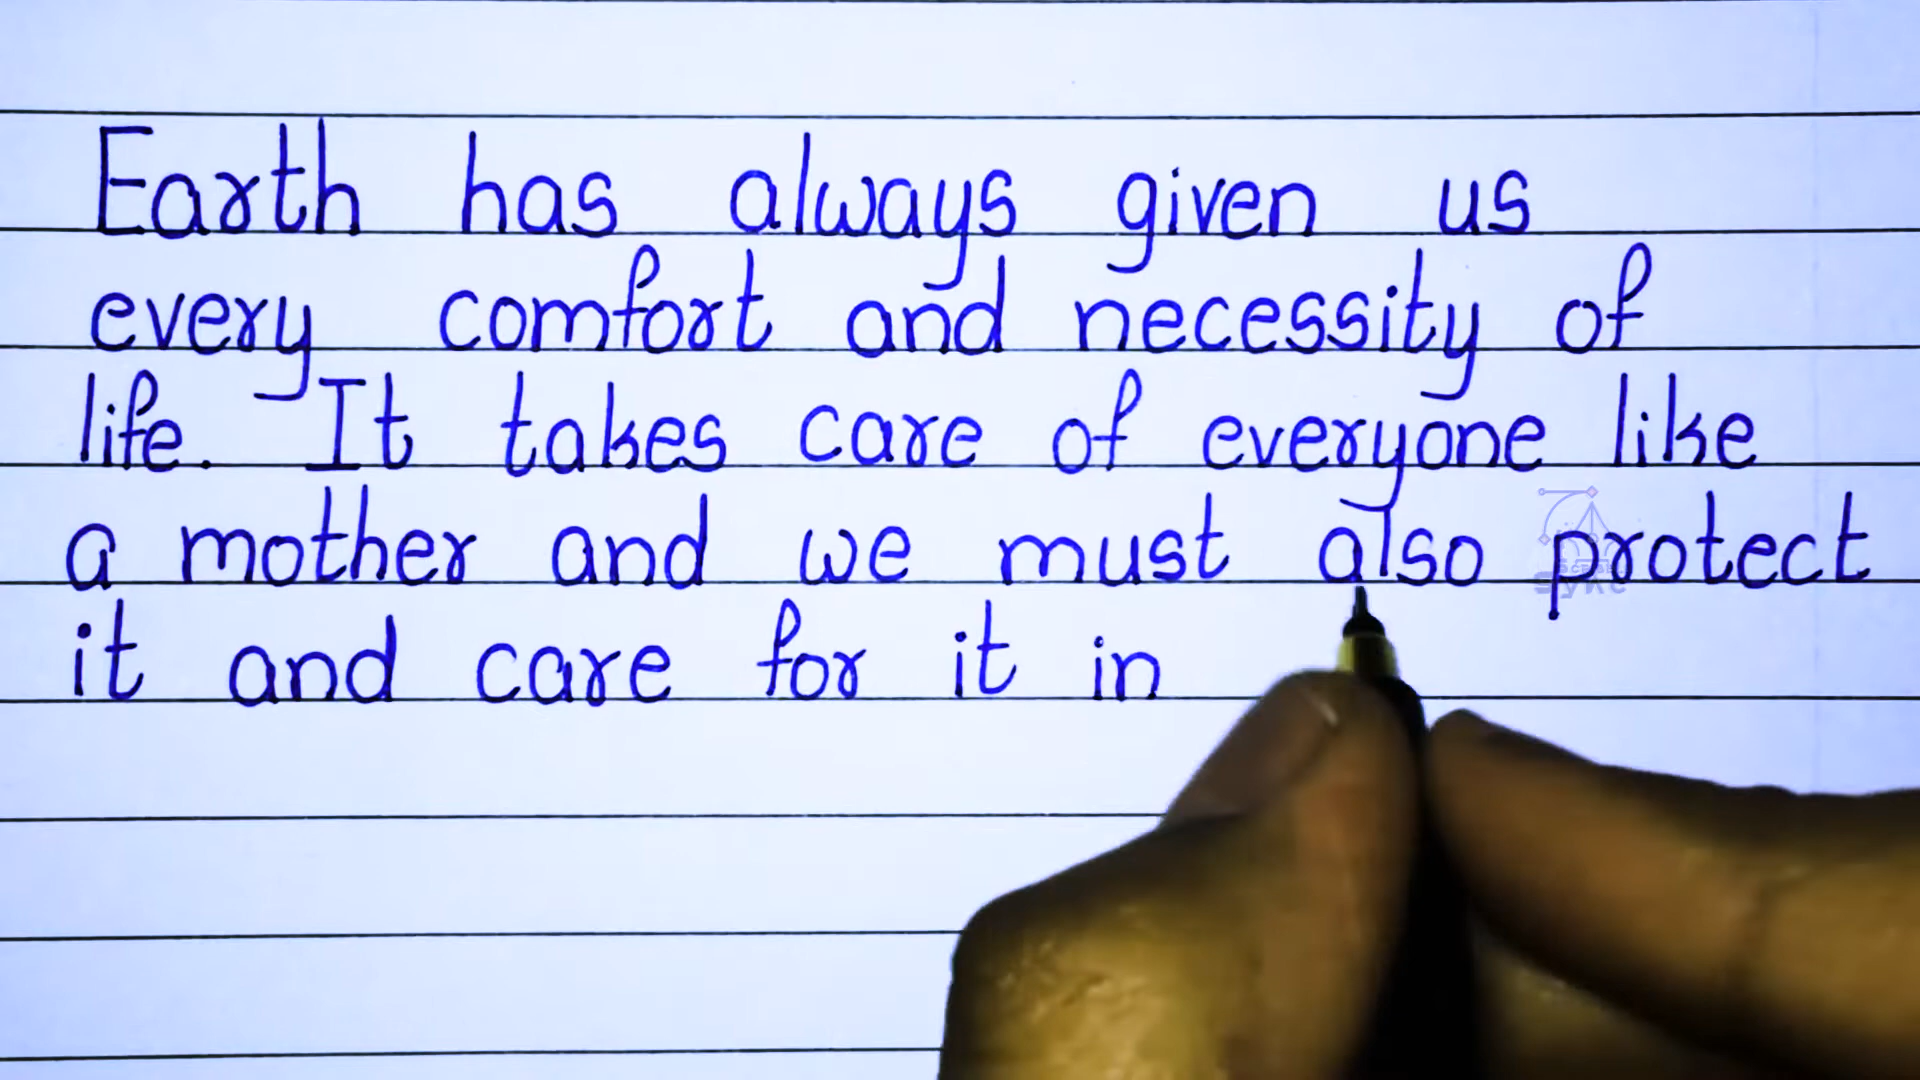 Earth has always given us
every comfort and necessity of
life. It takes care of everyone like
a mother and we must also protect
it and care for it in